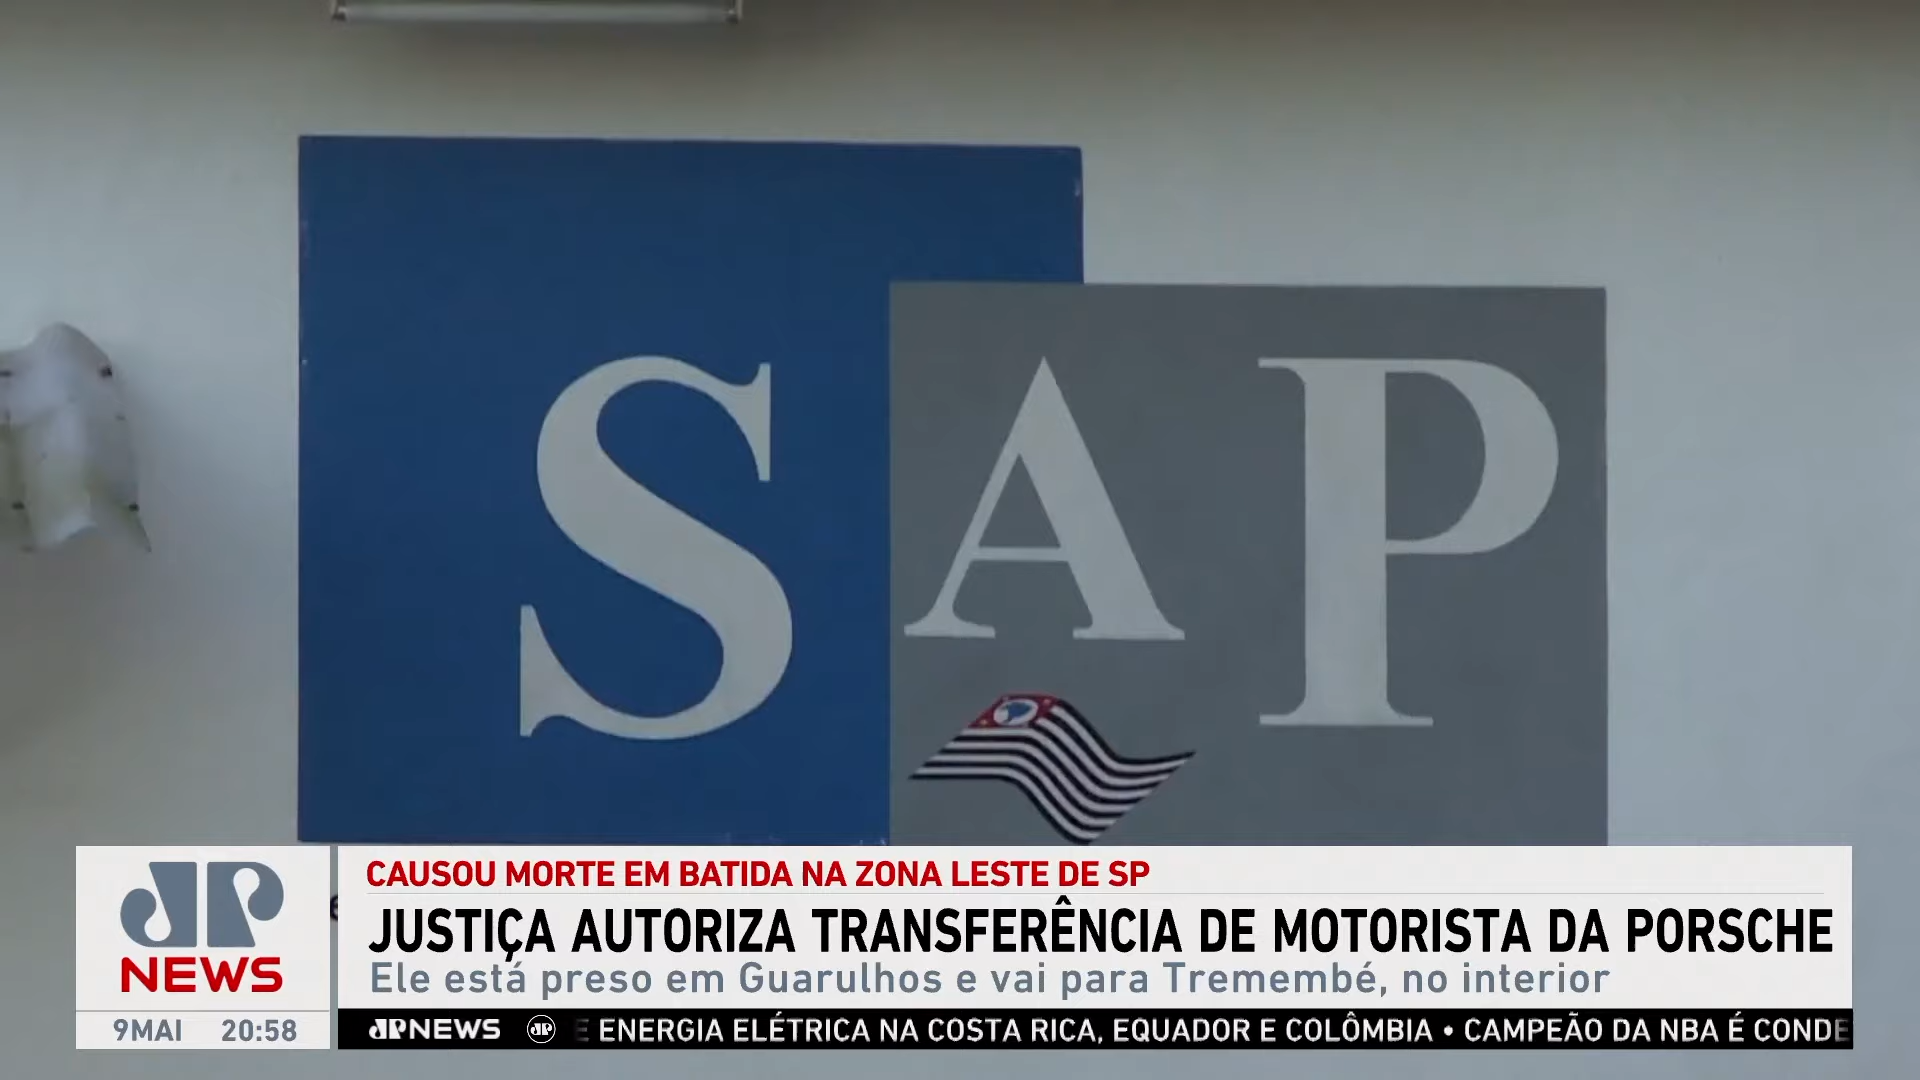 SAP
CAUSOU MORTE EM BATIDA NA ZONA LESTE DE SP
JUSTIÇA AUTORIZA TRANSFERÊNCIA DE MOTORISTA DA PORSCHE
Ele está preso em Guarulhos e vai para Tremembé, no interior
JP
NEWS
9MAI 20:58
JPNEWS JP E ENERGIA ELÉTRICA NA COSTA RICA, EQUADOR E COLÔMBIA • CAMPEÃO DA NBA É CONDE